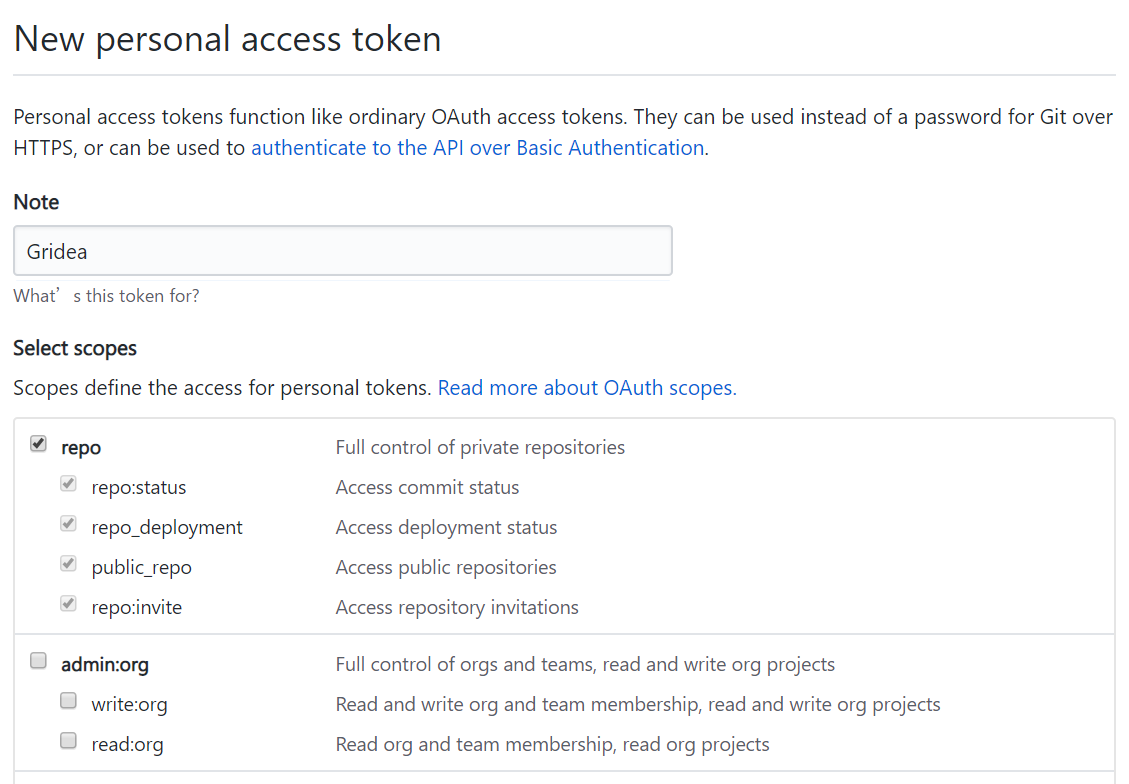 New personal access token
Personal access tokens function like ordinary OAuth access tokens. They can be used instead of a password for Git over
HTTPS, or can be used to authenticate to the API over Basic Authentication.
Note
Gridea
What’s this token for?
Select scopes
Scopes define the access for personal tokens. Read more about OAuth scopes.
repo Full control of private repositories
repo:status Access commit status
repo_deployment Access deployment status
public_repo Access public repositories
repo:invite Access repository invitations
admin:org Full control of orgs and teams, read and write org projects
write:org Read and write org and team membership, read and write org projects
read:org Read org and team membership, read org projects